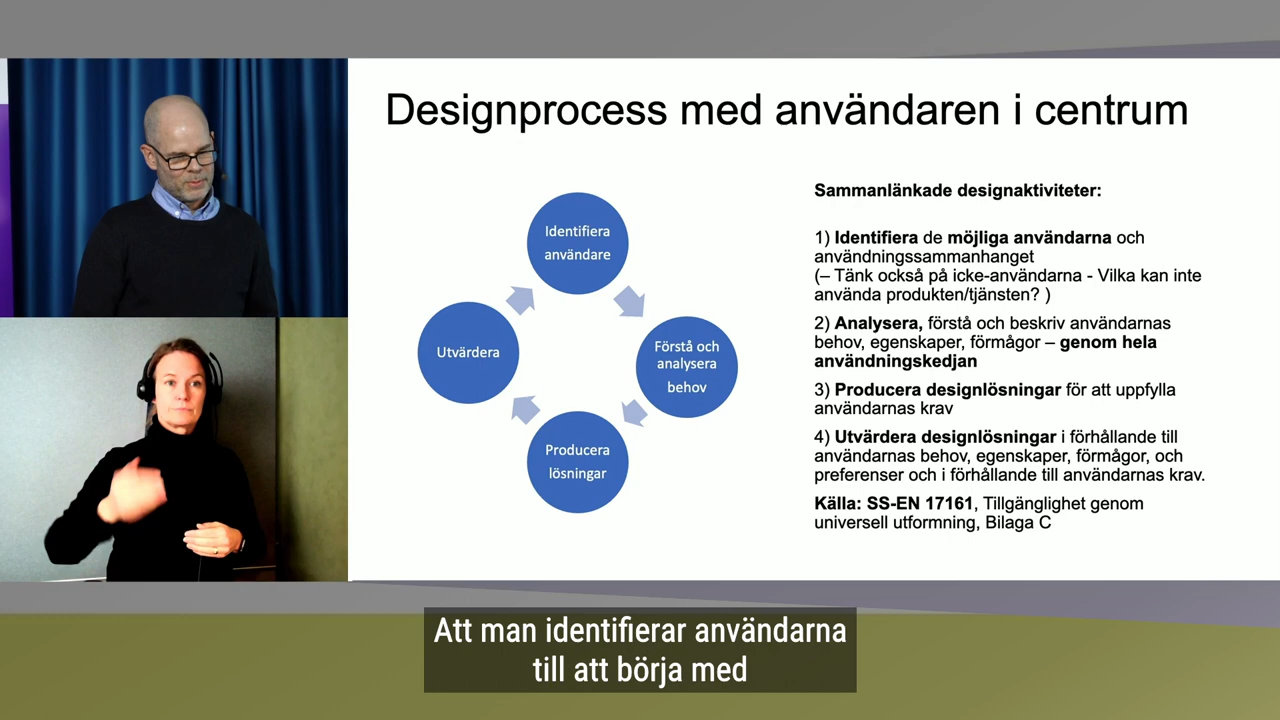 Designprocess med användaren i centrum
Identifiera
användare
Förstå och
analysera
behov
Producera
lösningar
Utvärdera
Sammanlänkade designaktiviteter:
1) Identifiera de möjliga användarna och
användningssammanhanget
(– Tänk också på icke-användarna - Vilka kan inte
använda produkten/tjänsten? )
2) Analysera, förstå och beskriv användarnas
behov, egenskaper, förmågor – genom hela
användningskedjan
3) Producera designlösningar för att uppfylla
användarnas krav
4) Utvärdera designlösningar i förhållande till
användarnas behov, egenskaper, förmågor, och
preferenser och i förhållande till användarnas krav.
Källa: SS-EN 17161, Tillgänglighet genom
universell utformning, Bilaga C
Att man identifierar användarna
till att börja med